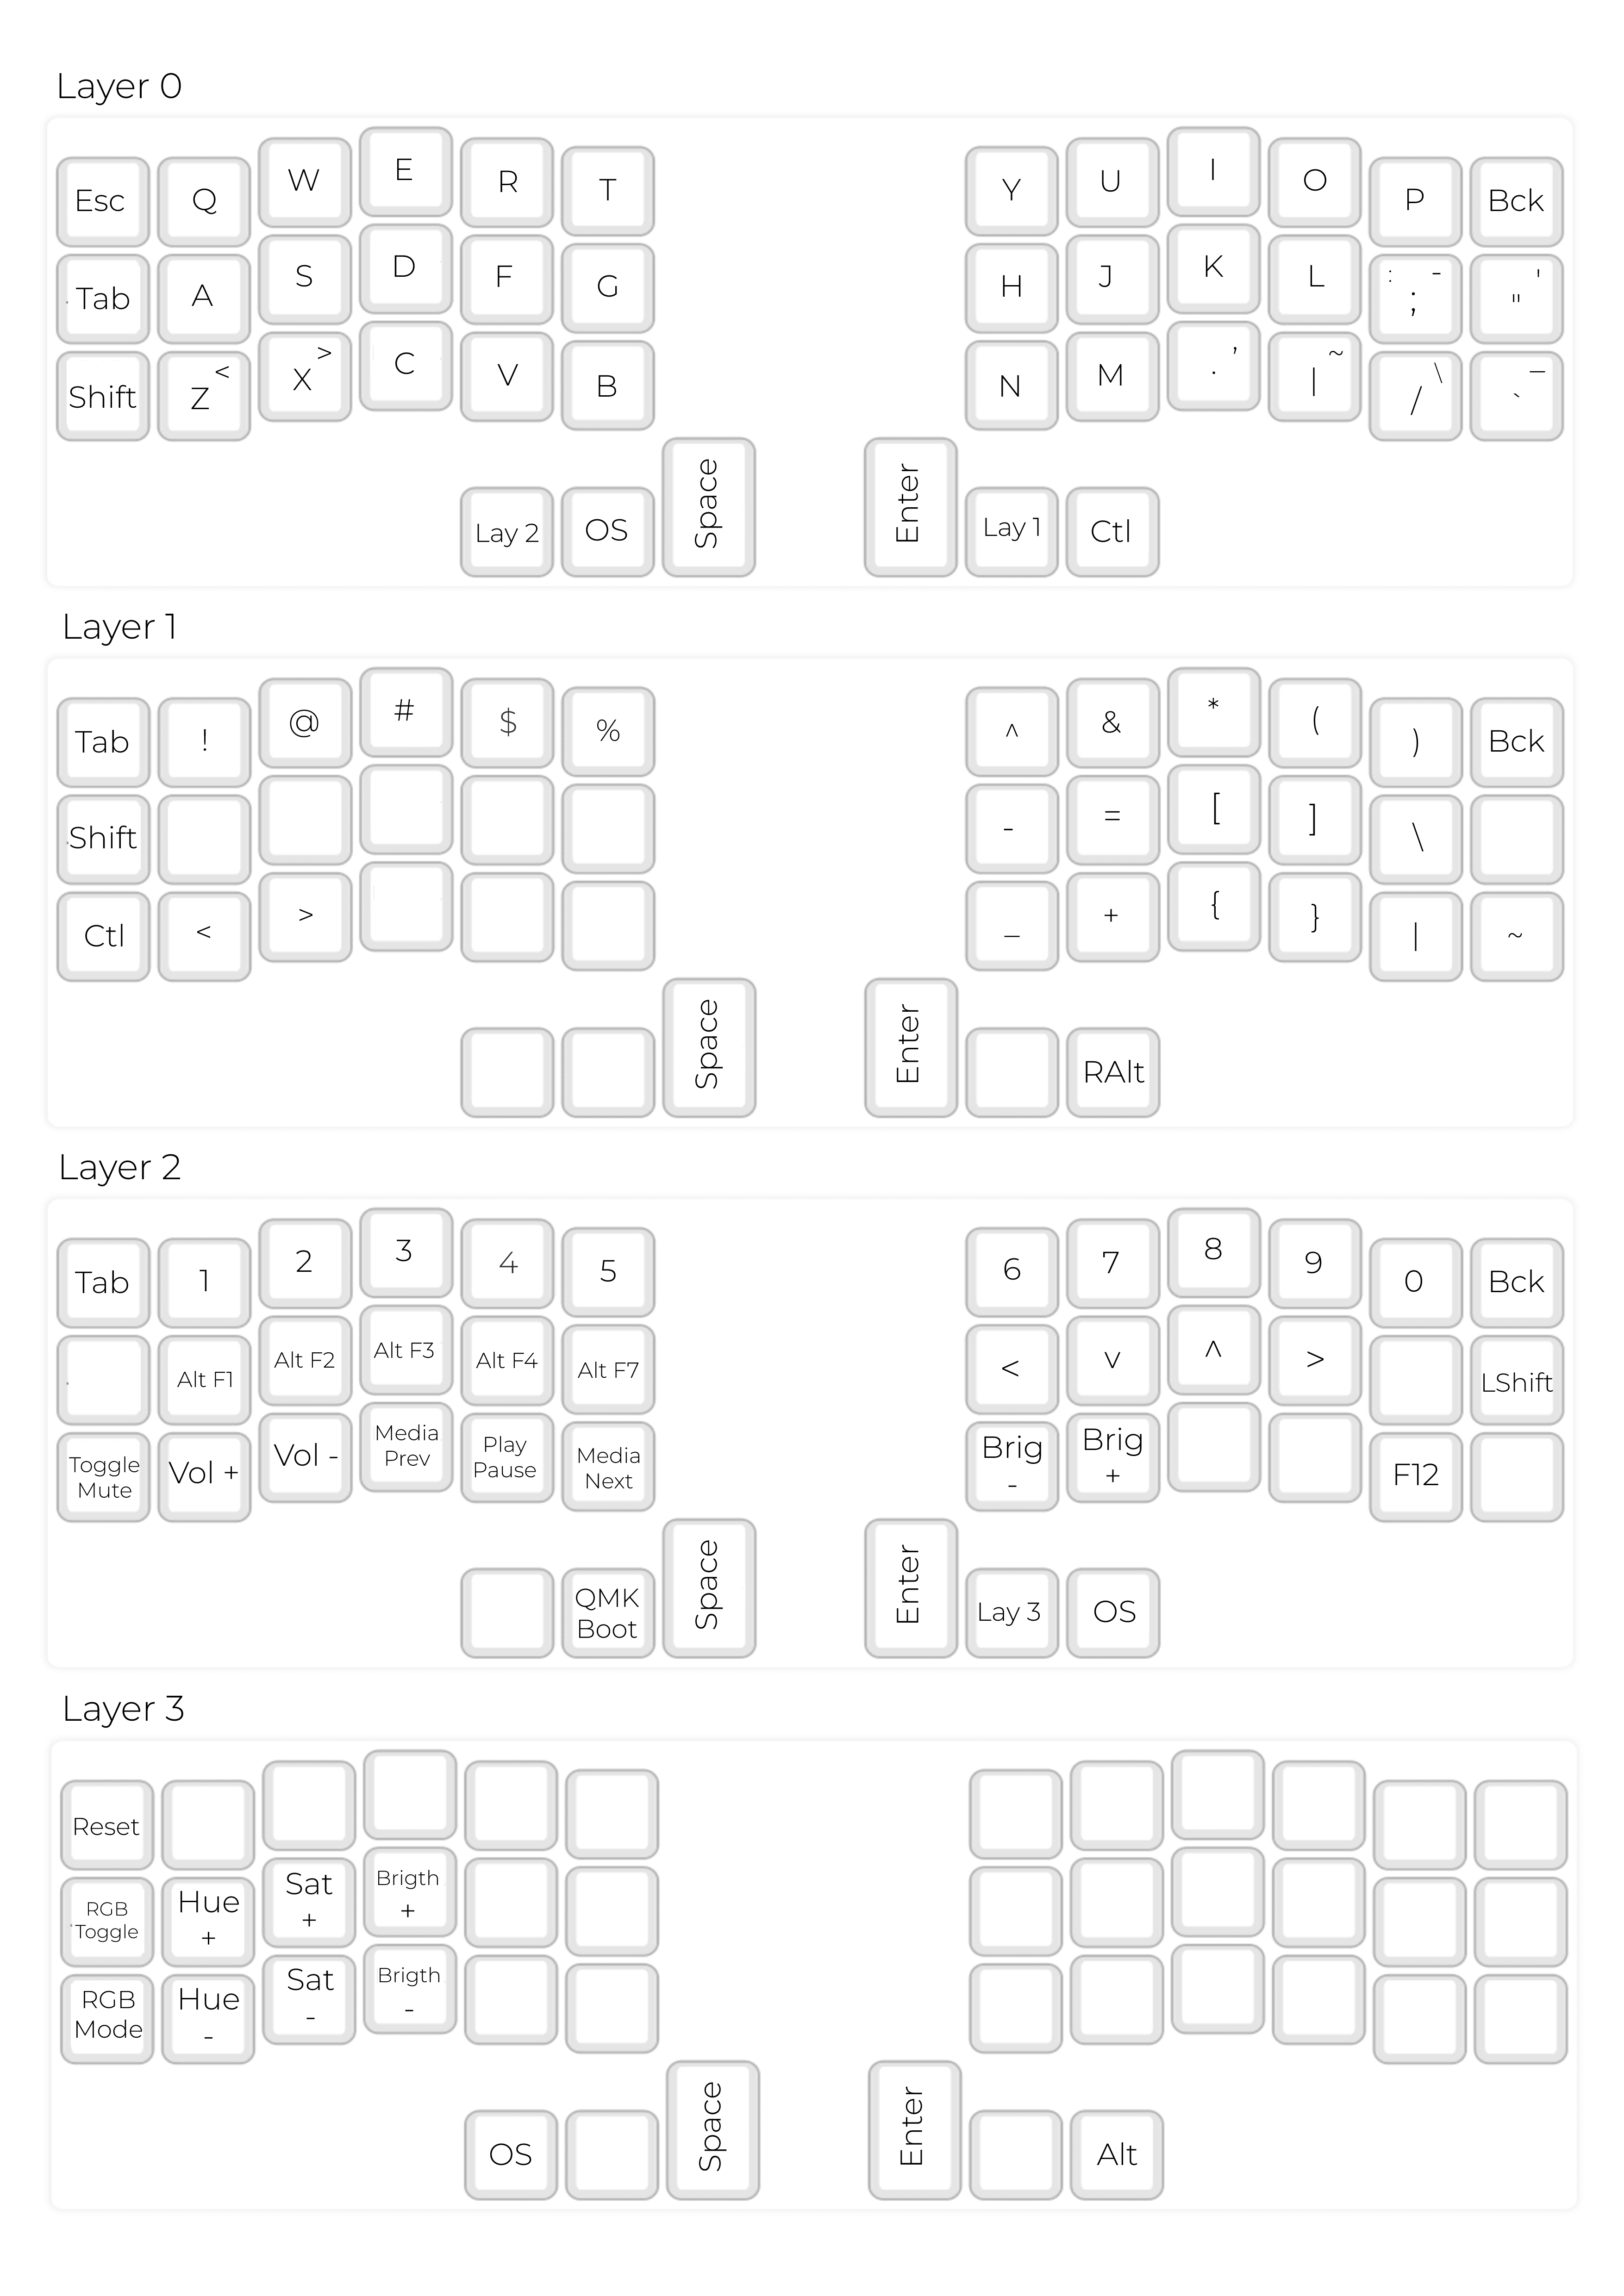 Layer 0
Esc Q W E R T Y U I O P Bck
Tab A S D F G H J K L : - ; ' "
Shift Z < X > C V B N M . , | ~ / \ ` _
Lay 2 OS Space Enter Lay 1 Ctl
Layer 1
Tab ! @ # $ % ^ & * ( ) Bck
Shift - = [ ] \
Ctl < > _ + { } | ~
Space Enter RAlt
Layer 2
Tab 1 2 3 4 5 6 7 8 9 0 Bck
Alt F1 Alt F2 Alt F3 Alt F4 Alt F7 < v ^ > LShift
Toggle
Mute
Vol +
Vol -
Media
Prev
Play
Pause
Media
Next
Brig
-
Brig
+
F12
QMK
Boot
Space Enter Lay 3 OS
Layer 3
Reset
RGB
Toggle
Hue
+
Sat
+
Brigth
+
RGB
Mode
Hue
-
Sat
-
Brigth
-
OS Space Enter Alt